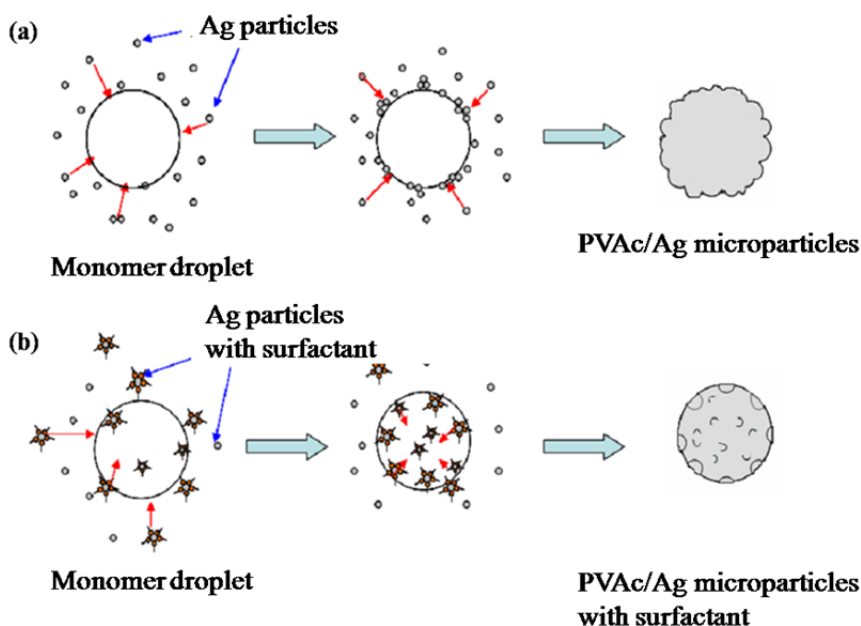 (a)
Ag particles
Monomer droplet
PVAc/Ag microparticles
(b)
Ag particles
with surfactant
Monomer droplet
PVAc/Ag microparticles
with surfactant